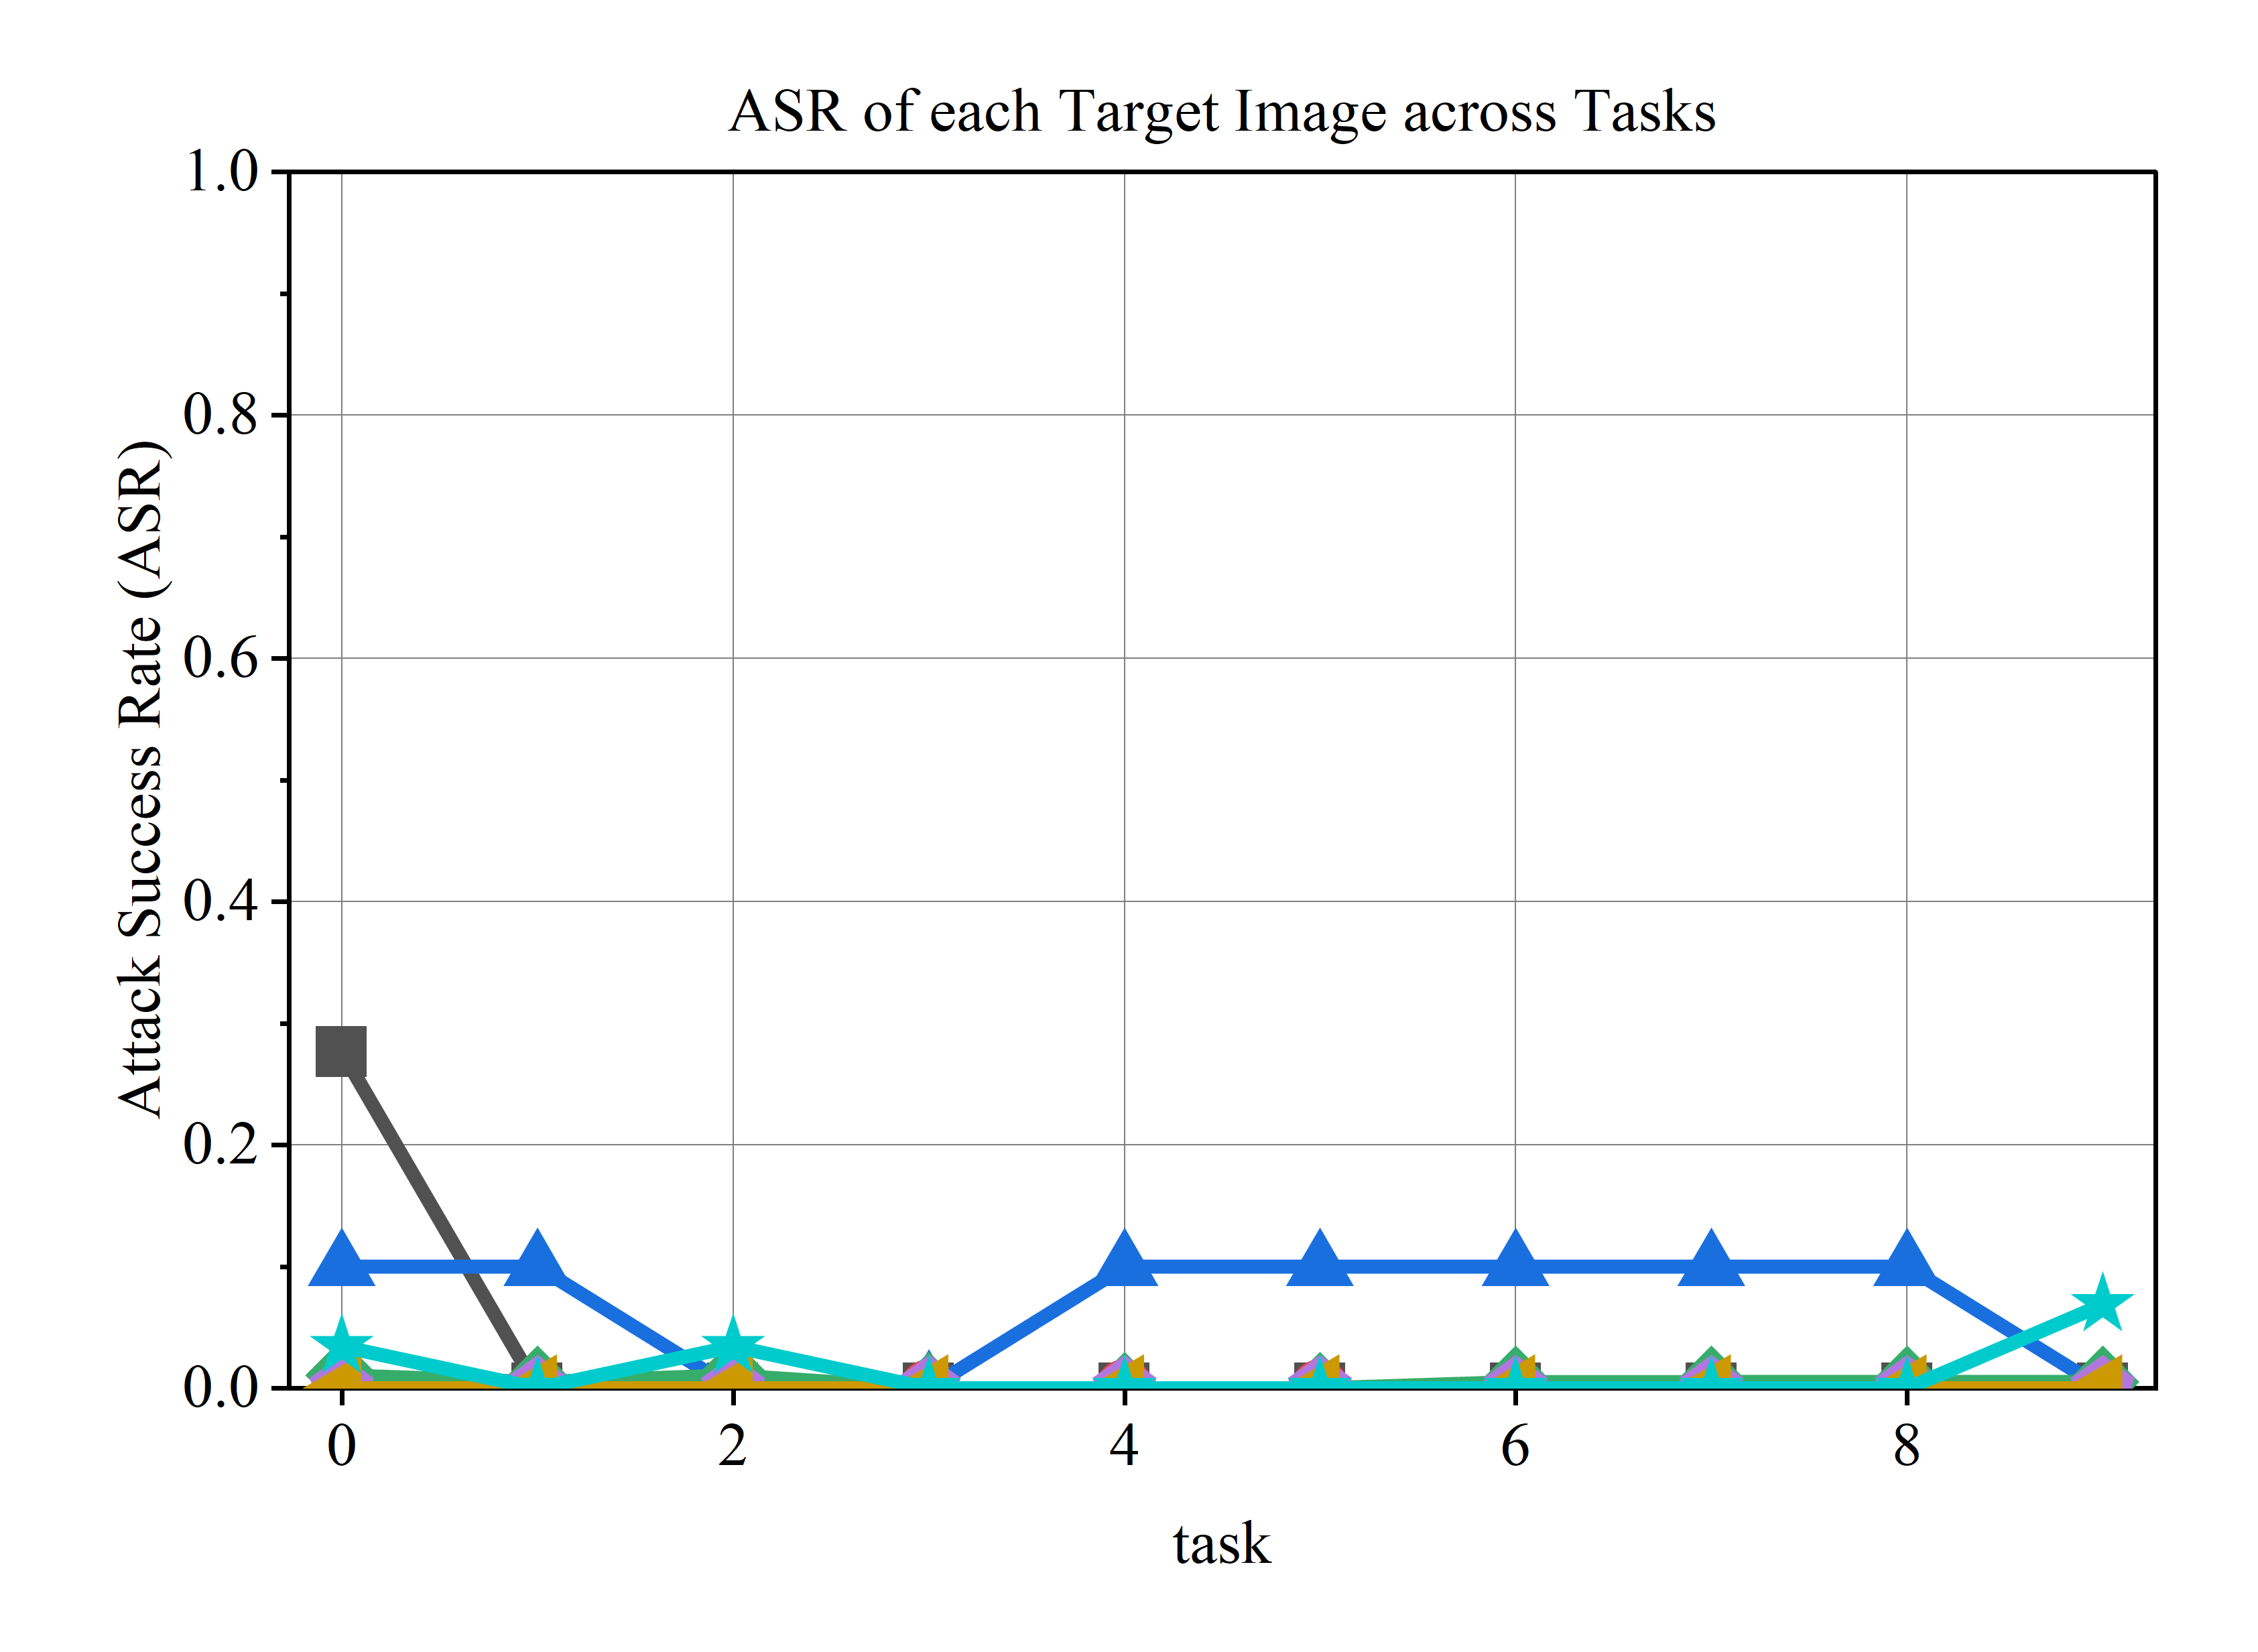 ASR of each Target Image across Tasks
1.0
0.8
0.6
0.4
0.2
0.0
Attack Success Rate (ASR)
0 2 4 6 8
task